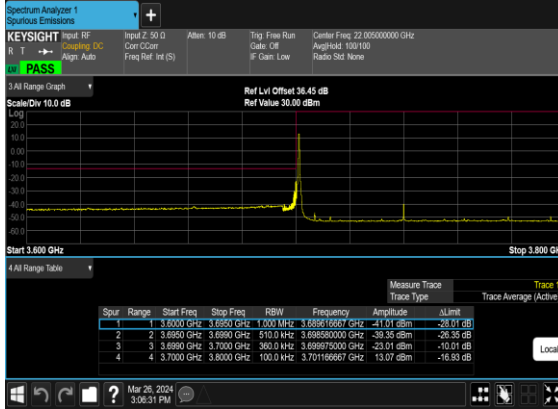 Spectrum Analyzer 1
Spurious Emissions
KEYSIGHT Input: RF Input Z: 50 Ω Atten: 10 dB Trig: Free Run Center Freq: 22.005000000 GHz
R T Coupling: DC Corr CCorr Gate: Off Avg|Hold: 100/100
Align: Auto Freq Ref: Int (S) IF Gain: Low Radio Std: None
PASS
3 All Range Graph
Ref Lvl Offset 36.45 dB
Scale/Div 10.0 dB Ref Value 30.00 dBm
Log
20.0
10.0
0.00
-10.0
-20.0
-30.0
-40.0
-50.0
-60.0
Start 3.600 GHz Stop 3.800 GH
4 All Range Table
Measure Trace Trace 1
Trace Type Trace Average (Active
Spur Range Start Freq Stop Freq RBW Frequency Amplitude ΔLimit
1 1 3.6000 GHz 3.6950 GHz 1.000 MHz 3.689616667 GHz -41.01 dBm -28.01 dB
2 2 3.6950 GHz 3.6990 GHz 510.0 kHz 3.698580000 GHz -39.35 dBm -26.35 dB
3 3 3.6990 GHz 3.7000 GHz 360.0 kHz 3.699975000 GHz -23.01 dBm -10.01 dB
4 4 3.7000 GHz 3.8000 GHz 100.0 kHz 3.701166667 GHz 13.07 dBm -16.93 dB
Local
Mar 26, 2024
3:06:31 PM